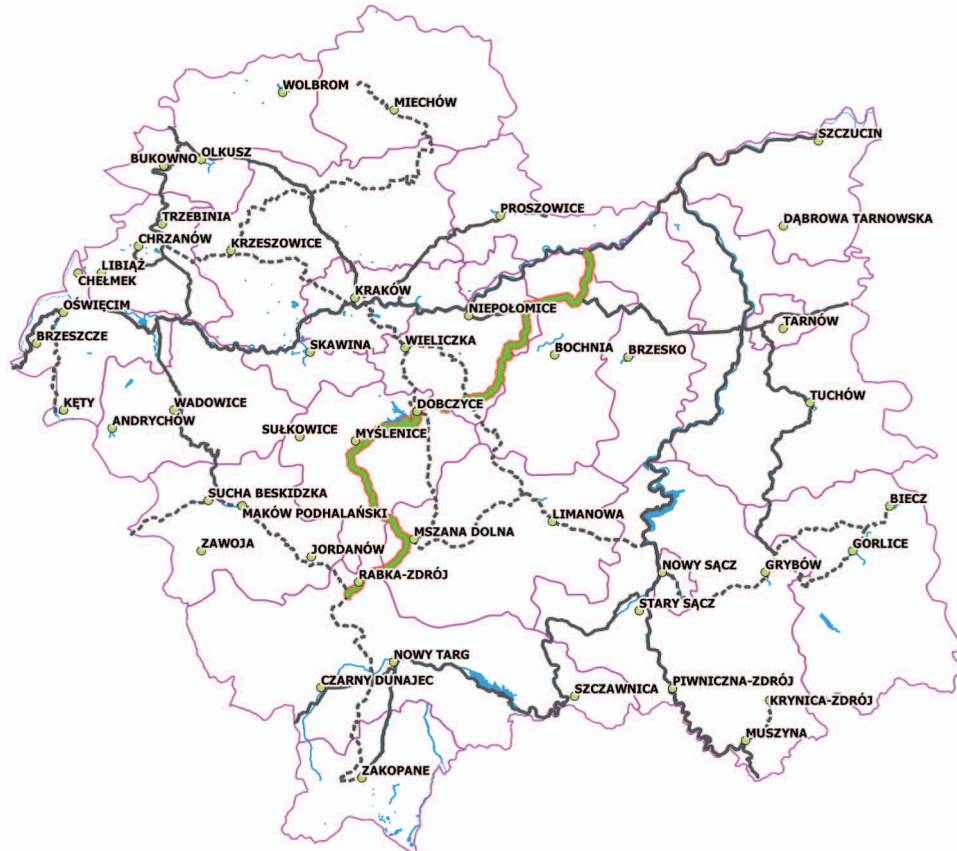 WOLBROM
MIECHÓW
SZCZUCIN
BUKOWNO
OLKUSZ
PROSZOWICE
TRZEBINIA
DĄBROWA TARNOWSKA
CHRZANÓW
KRZESZOWICE
LIBIĄŻ
CHEŁMEK
KRAKÓW
OŚWIĘCIM
NIEPOŁOMICE
TARNÓW
BRZESZCZE
SKAWINA
WIELICZKA
BOCHNIA
BRZESKO
KĘTY
WADOWICE
DOBCZYCE
TUCHÓW
ANDRYCHÓW
SUŁKOWICE
MYŚLENICE
SUCHA BESKIDZKA
BIECZ
MAKÓW PODHALAŃSKI
LIMANOWA
MSZANA DOLNA
ZAWOJA
JORDANÓW
GORLICE
RABKA-ZDRÓJ
NOWY SĄCZ
GRYBÓW
STARY SĄCZ
NOWY TARG
CZARNY DUNAJEC
SZCZAWNICA
PIWNICZNA-ZDRÓJ
KRYNICA-ZDRÓJ
MUSZYNA
ZAKOPANE